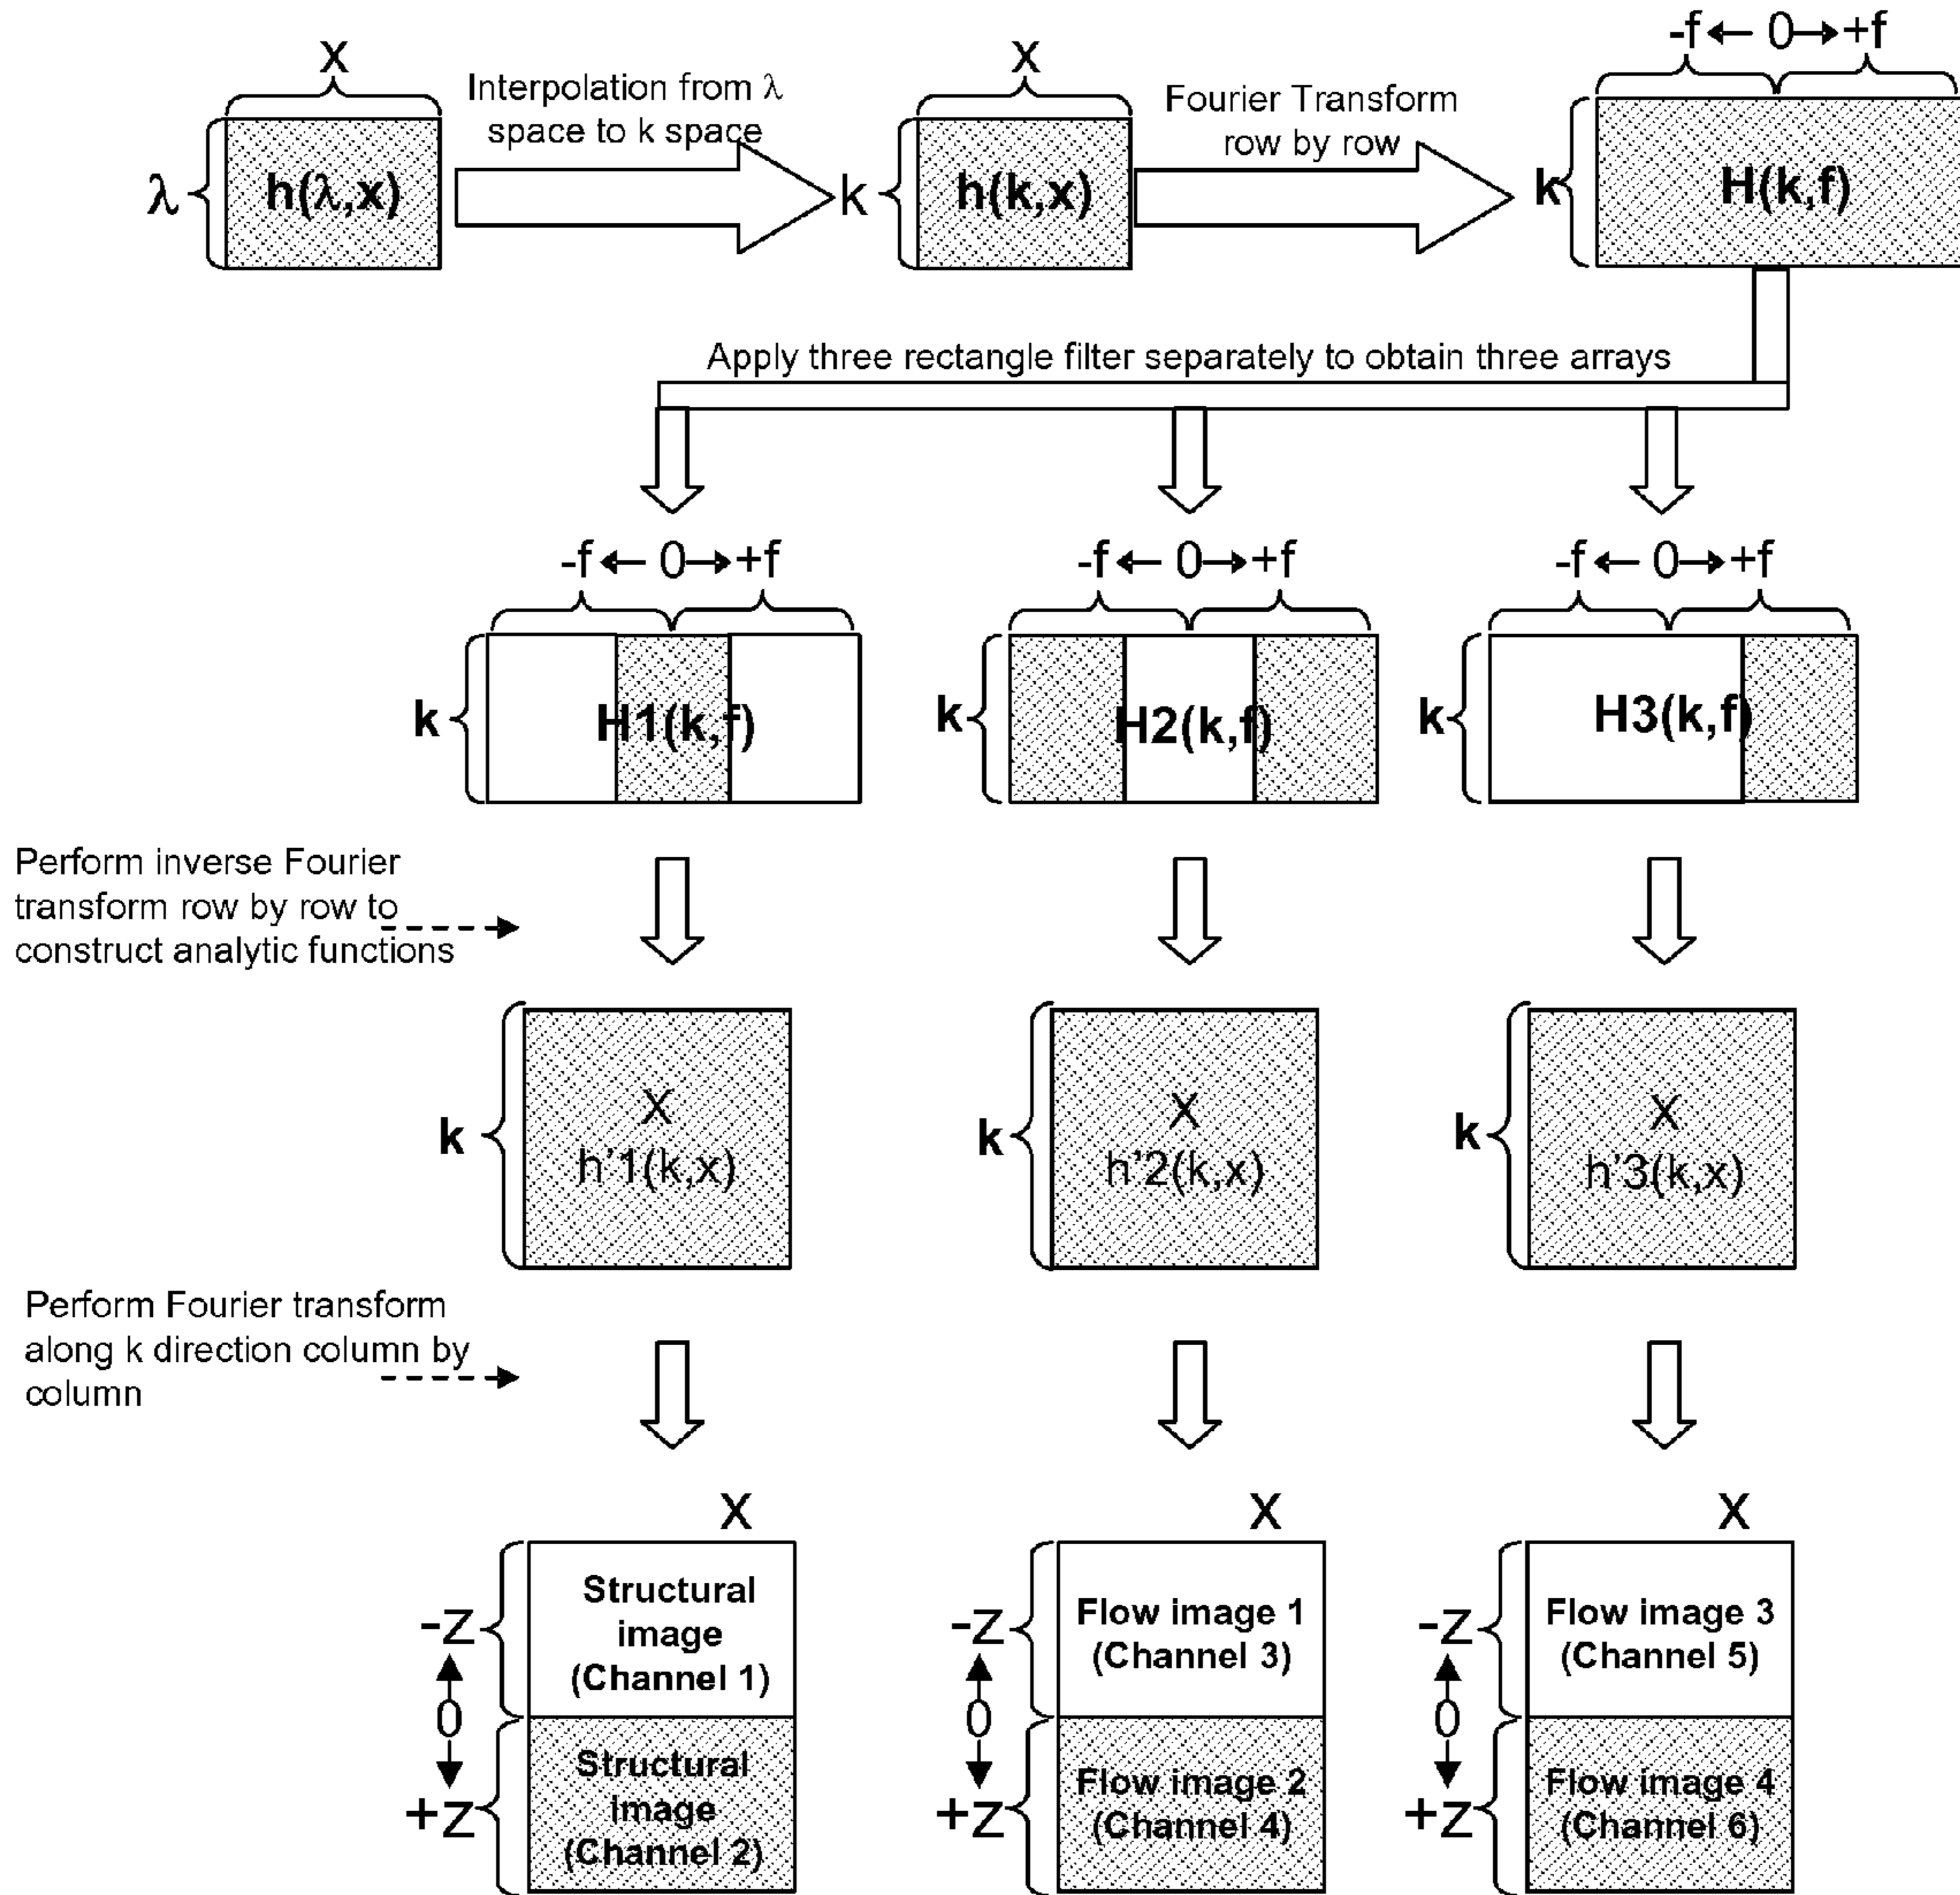 X
Interpolation from λ
space to k space
X
Fourier Transform
row by row
-f ← 0 → +f
λ
h(λ,x)
k
h(k,x)
k
H(k,f)
Apply three rectangle filter separately to obtain three arrays
-f ← 0 → +f
-f ← 0 → +f
-f ← 0 → +f
k
H1(k,f)
k
H2(k,f)
k
H3(k,f)
Perform inverse Fourier
transform row by row to
construct analytic functions
k
X
h'1(k,x)
k
X
h'2(k,x)
k
X
h'3(k,x)
Perform Fourier transform
along k direction column by
column
X
X
X
-z
0
+z
Structural
image
(Channel 1)
Structural
Image
(Channel 2)
-z
0
+z
Flow image 1
(Channel 3)
Flow image 2
(Channel 4)
-z
0
+z
Flow image 3
(Channel 5)
Flow image 4
(Channel 6)